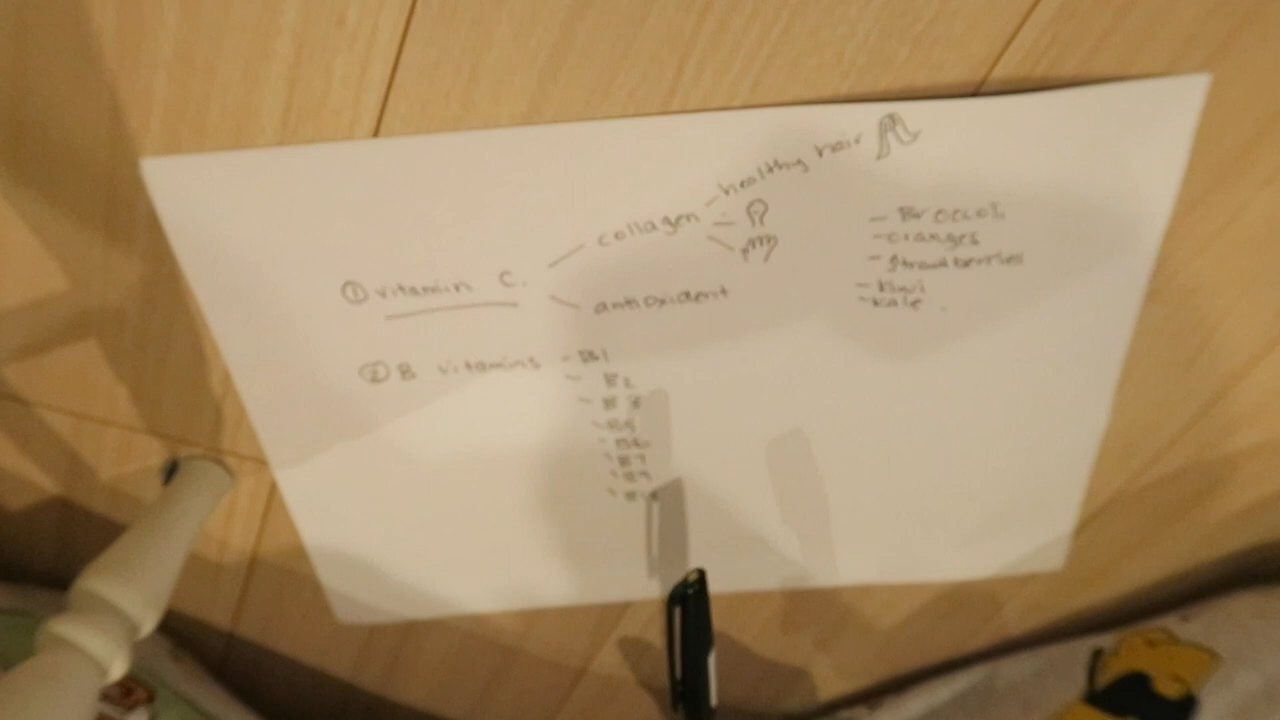 healthy hair
collagen
① vitamin C.
antioxident
- Broccoli
- oranges
- Strawberries
- kiwi
- kale.
② B vitamins - B1
- B2
- B3
- B5
- B6
- B7
- B9